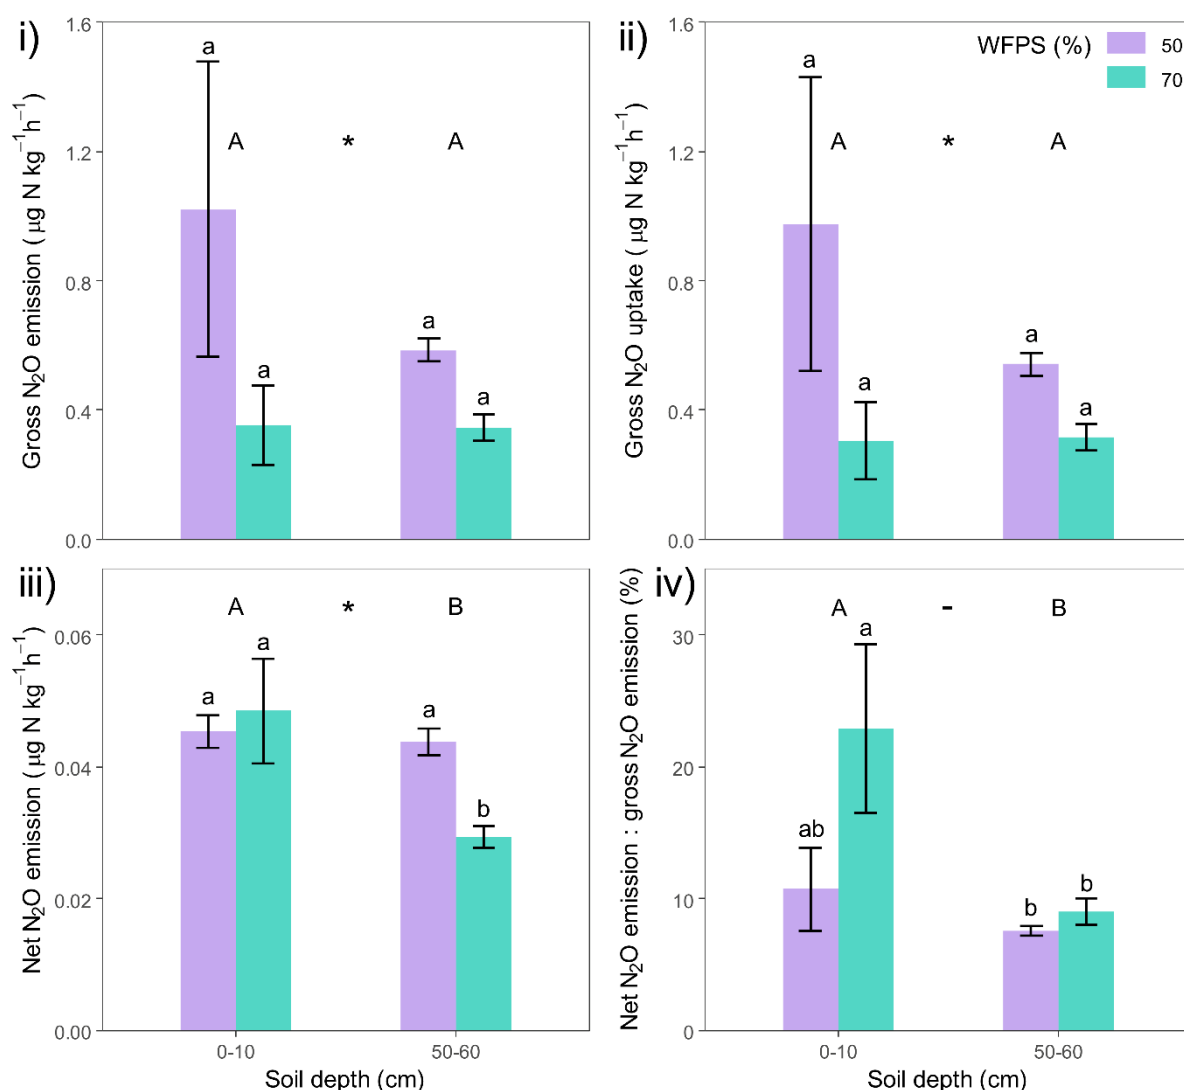 i)
Gross N₂O emission ( μg N kg⁻¹h⁻¹)
1.6
1.2
0.8
0.4
0.0
a
A * A
a
a
a
ii)
WFPS (%)
50
70
Gross N₂O uptake ( μg N kg⁻¹h⁻¹)
1.6
1.2
0.8
0.4
0.0
a
A * A
a
a
a
iii)
Net N₂O emission ( μg N kg⁻¹h⁻¹)
0.06
0.04
0.02
0.00
A * B
a
a
a
b
0-10 50-60
Soil depth (cm)
iv)
Net N₂O emission : gross N₂O emission (%)
30
20
10
0
A - B
a
ab
b
b
0-10 50-60
Soil depth (cm)